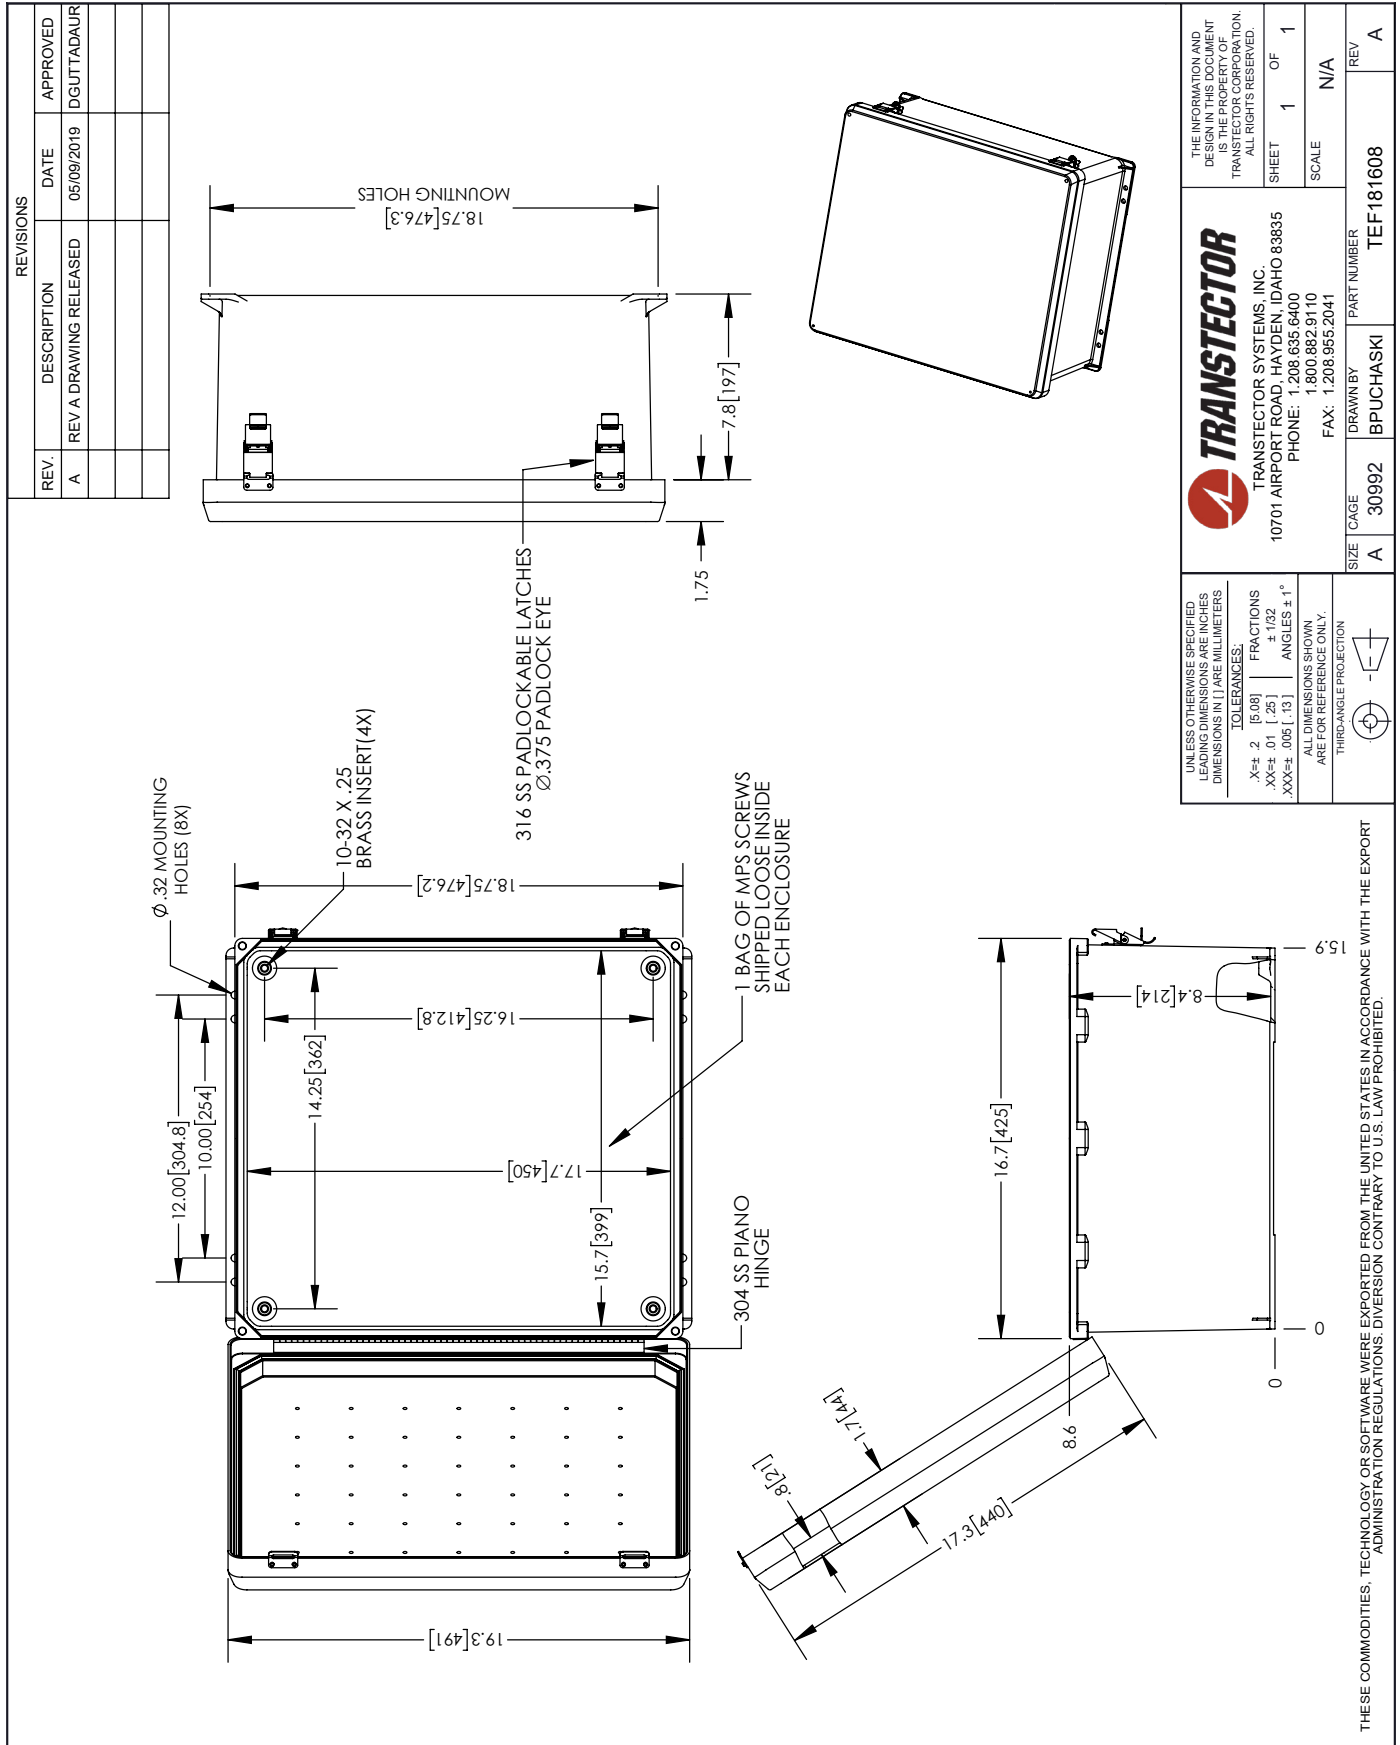 REVISIONS
REV. DESCRIPTION DATE APPROVED
A REV A DRAWING RELEASED 05/09/2019 DGUTTADAUR
Ø.32 MOUNTING
HOLES (8X)
12.00[304.8]
10.00[254]
10-32 X .25
BRASS INSERT(4X)
14.25[362]
16.25[412.8]
18.75[476.2]
17.7[450]
15.7[399]
19.3[491]
304 SS PIANO
HINGE
1 BAG OF MPS SCREWS
SHIPPED LOOSE INSIDE
EACH ENCLOSURE
316 SS PADLOCKABLE LATCHES
Ø.375 PADLOCK EYE
18.75[476.3]
MOUNTING HOLES
7.8[197]
1.75
.8[21]
1.7[44]
17.3[440]
16.7[425]
8.4[214]
8.6
0
0
15.9
THESE COMMODITIES, TECHNOLOGY OR SOFTWARE WERE EXPORTED FROM THE UNITED STATES IN ACCORDANCE WITH THE EXPORT
ADMINISTRATION REGULATIONS. DIVERSION CONTRARY TO U.S. LAW PROHIBITED.
UNLESS OTHERWISE SPECIFIED
LEADING DIMENSIONS ARE INCHES
DIMENSIONS IN [ ] ARE MILLIMETERS
TOLERANCES:
.X=± .2 [5.08] FRACTIONS
.XX=± .01 [ .25 ] ± 1/32
.XXX=± .005 [ .13 ] ANGLES ± 1°
ALL DIMENSIONS SHOWN
ARE FOR REFERENCE ONLY.
THIRD-ANGLE PROJECTION
TRANSTECTOR
TRANSTECTOR SYSTEMS, INC.
10701 AIRPORT ROAD, HAYDEN, IDAHO 83835
PHONE: 1.208.635.6400
1.800.882.9110
FAX: 1.208.955.2041
THE INFORMATION AND
DESIGN IN THIS DOCUMENT
IS THE PROPERTY OF
TRANSTECTOR CORPORATION.
ALL RIGHTS RESERVED.
SHEET 1 OF 1
SCALE N/A
SIZE A
CAGE 30992
DRAWN BY BPUCHASKI
PART NUMBER TEF181608
REV A